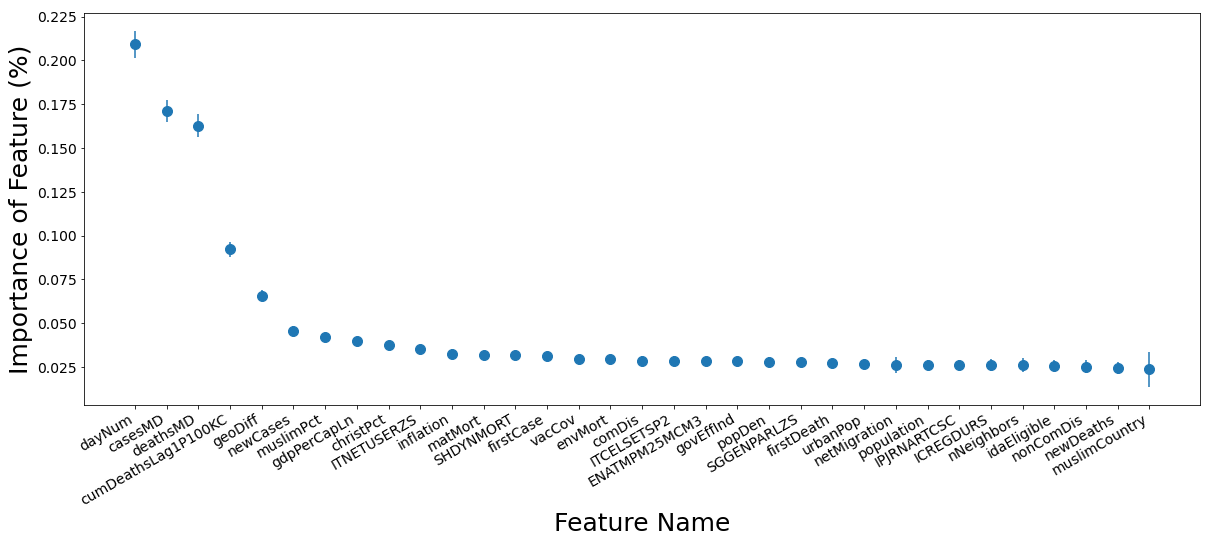 Importance of Feature (%)
0.225
0.200
0.175
0.150
0.125
0.100
0.075
0.050
0.025
dayNum
casesMD
deathsMD
cumDeathsLag1P100KC
geoDiff
newCases
muslimPct
gdpPerCapLn
christPct
ITNETUSERZS
inflation
matMort
SHDYNMORT
firstCase
vacCov
envMort
comDis
ITCELSETSP2
ENATMPM25MCM3
govEffInd
popDen
SGGENPARLZS
firstDeath
urbanPop
netMigration
population
IPJRNARTCSC
ICREGDURS
nNeighbors
idaEligible
nonComDis
newDeaths
muslimCountry
Feature Name